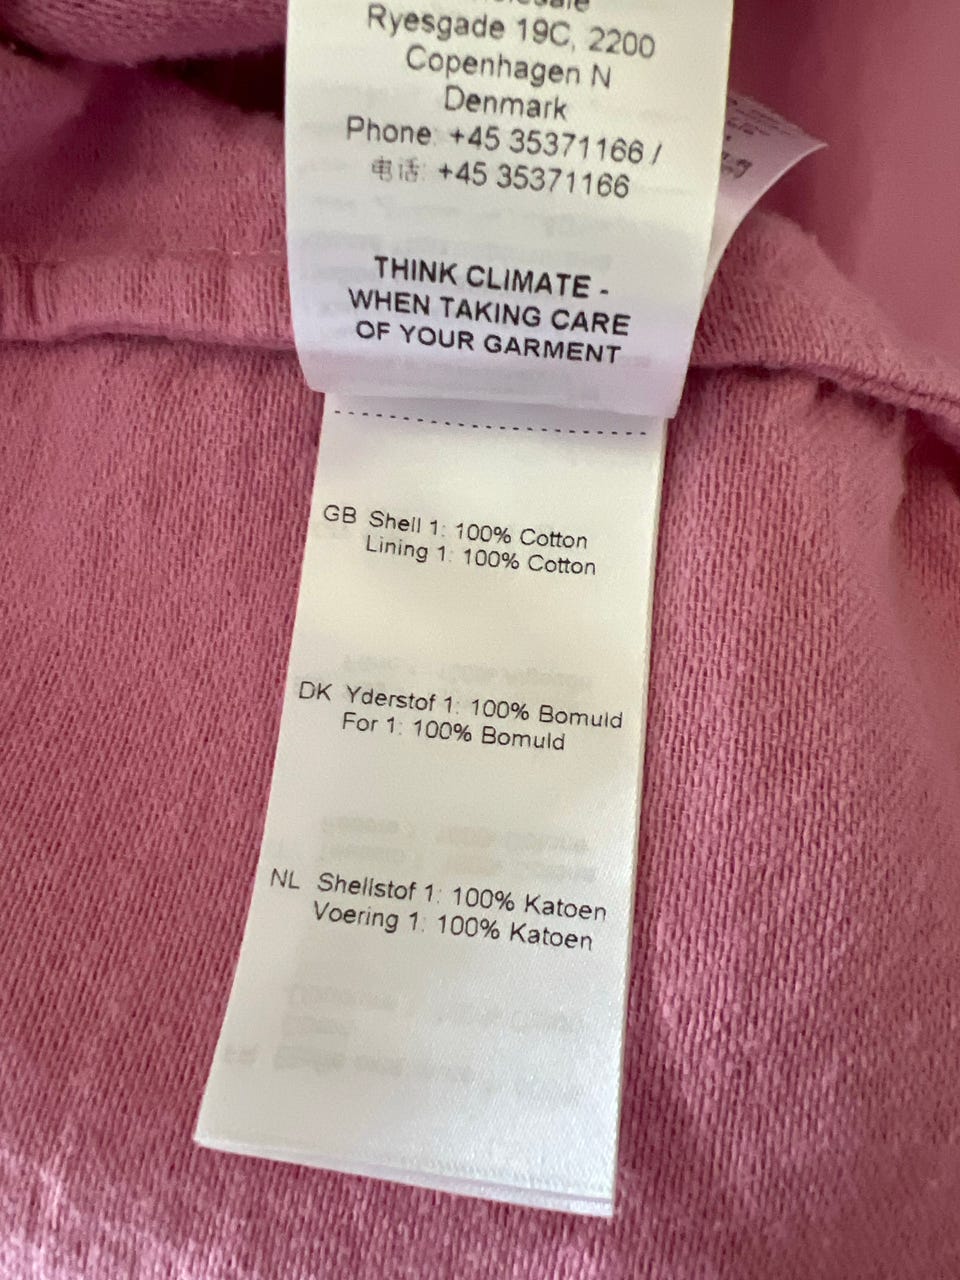 Ryesgade 19C, 2200
Copenhagen N
Denmark
Phone: +45 35371166 /
电话: +45 35371166
THINK CLIMATE -
WHEN TAKING CARE
OF YOUR GARMENT
GB Shell 1: 100% Cotton
Lining 1: 100% Cotton
DK Yderstof 1: 100% Bomuld
For 1: 100% Bomuld
NL Shellstof 1: 100% Katoen
Voering 1: 100% Katoen